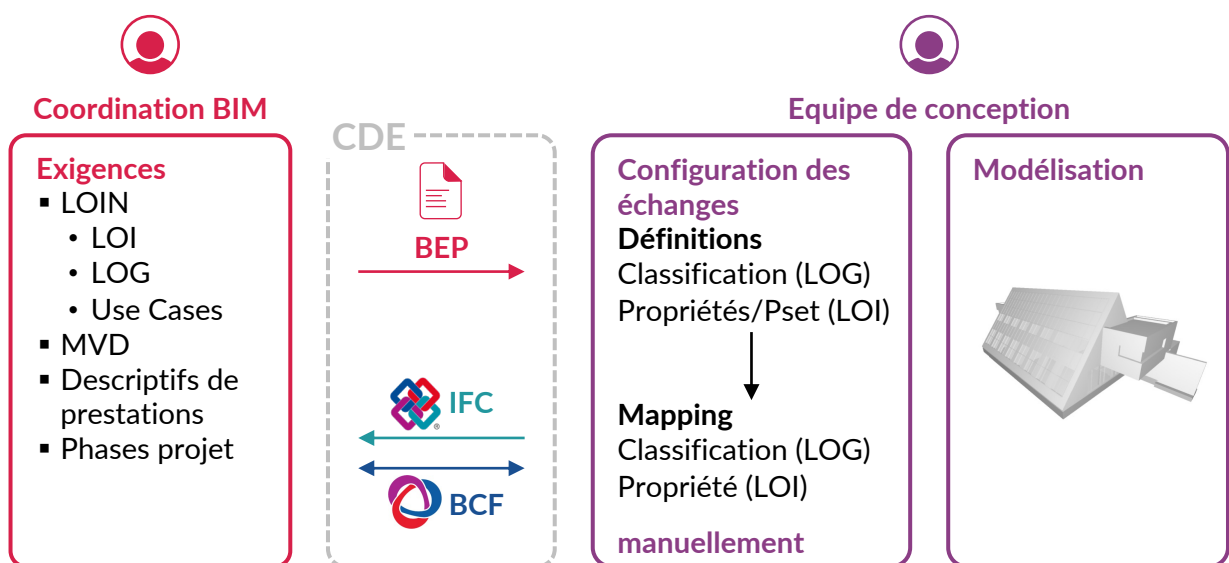 Coordination BIM
Exigences
▪ LOIN
• LOI
• LOG
• Use Cases
▪ MVD
▪ Descriptifs de
prestations
▪ Phases projet
CDE
BEP
IFC
®
BCF
Equipe de conception
Configuration des
échanges
Définitions
Classification (LOG)
Propriétés/Pset (LOI)
Mapping
Classification (LOG)
Propriété (LOI)
manuellement
Modélisation